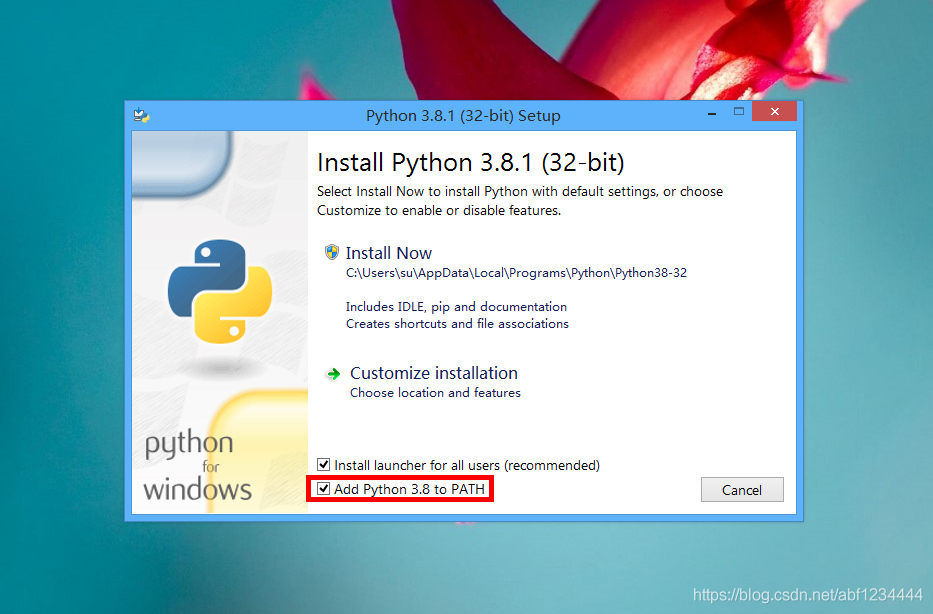 Python 3.8.1 (32-bit) Setup
Install Python 3.8.1 (32-bit)
Select Install Now to install Python with default settings, or choose
Customize to enable or disable features.
Install Now
C:\Users\su\AppData\Local\Programs\Python\Python38-32
Includes IDLE, pip and documentation
Creates shortcuts and file associations
Customize installation
Choose location and features
python
for
windows
Install launcher for all users (recommended)
Add Python 3.8 to PATH
Cancel
https://blog.csdn.net/abf1234444